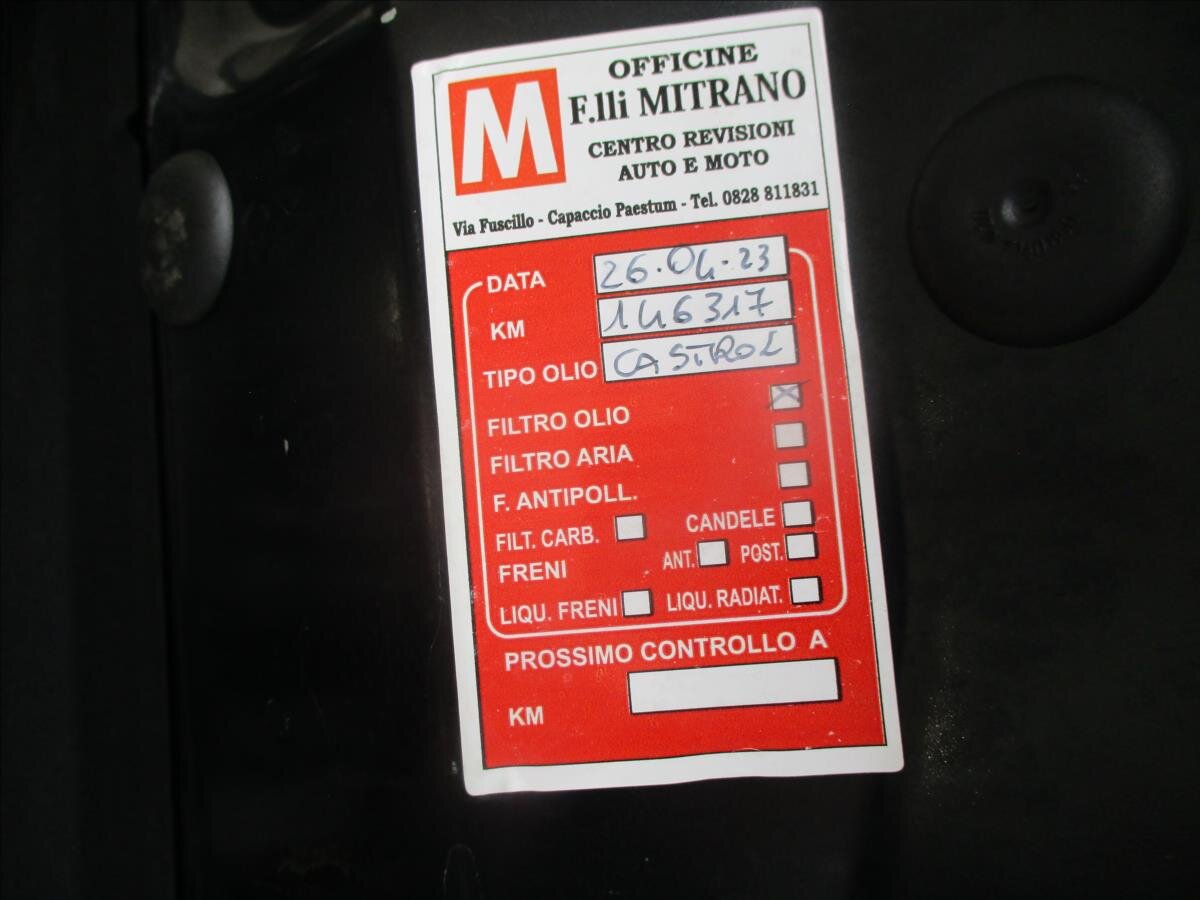 M
OFFICINE
F.lli MITRANO
CENTRO REVISIONI
AUTO E MOTO
Via Fuscillo - Capaccio Paestum - Tel. 0828 811831
DATA 26.04.23
KM 146317
TIPO OLIO CASTROL
FILTRO OLIO X
FILTRO ARIA
F. ANTIPOLL.
FILT. CARB. CANDELE
FRENI ANT. POST.
LIQU. FRENI LIQU. RADIAT.
PROSSIMO CONTROLLO A
KM